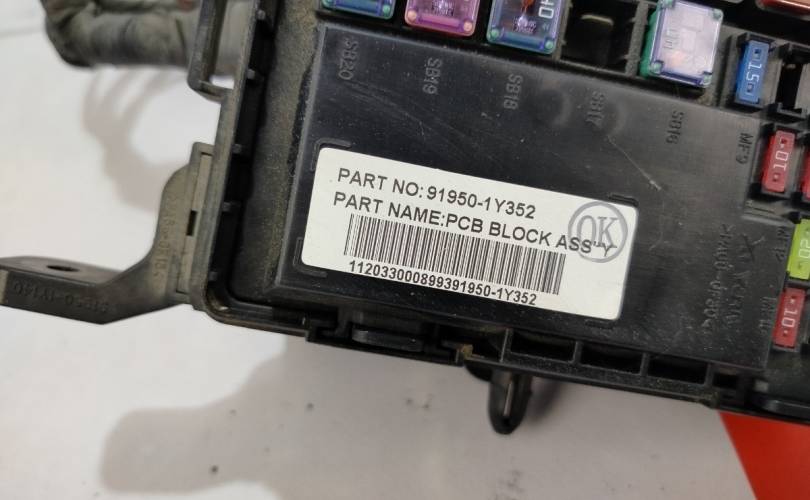 SB20
SB19
SB18
SB17
SB16
MF9
15
10
20
10
PART NO:91950-1Y352
PART NAME:PCB BLOCK ASS'Y
OK
112033000899391950-1Y352